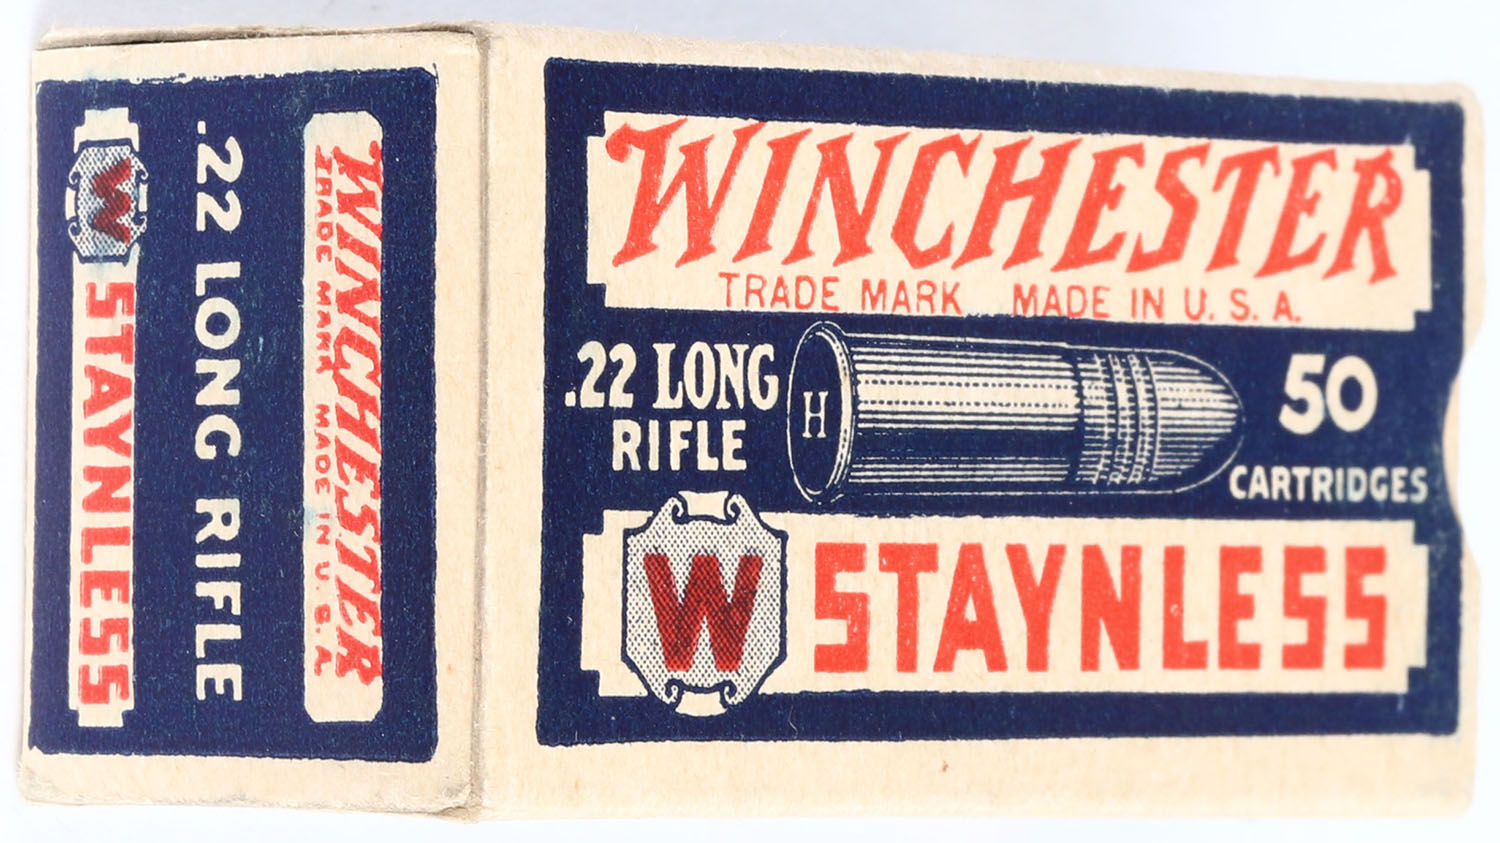 WINCHESTER
TRADE MARK MADE IN U.S.A.
.22 LONG RIFLE
W STAYNLESS
WINCHESTER
TRADE MARK MADE IN U. S. A.
.22 LONG
RIFLE
H
50
CARTRIDGES
W STAYNLESS